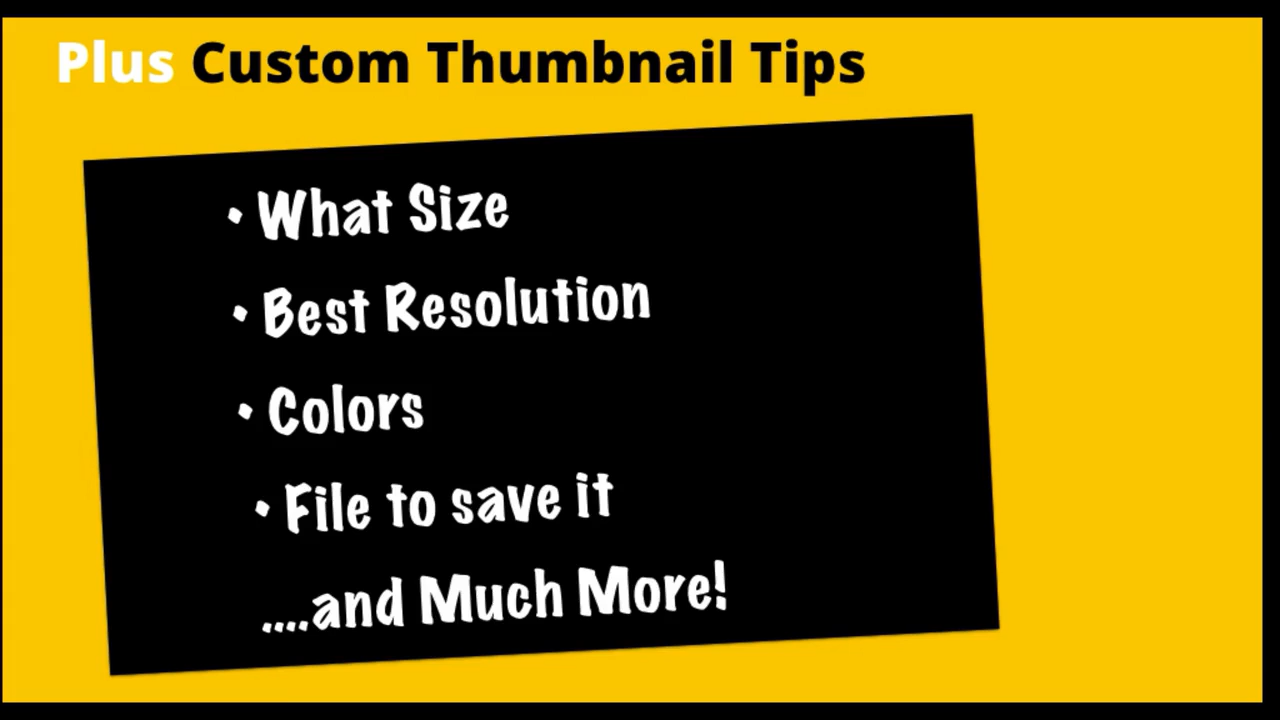 Plus Custom Thumbnail Tips
• What Size
• Best Resolution
• Colors
• File to save it
....and Much More!